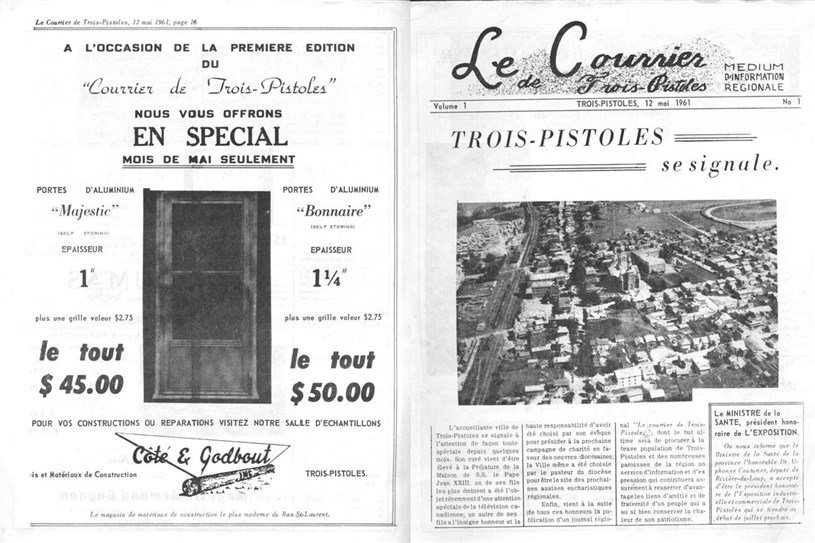 Le Courrier de Trois-Pistoles, 12 mai 1961, page 16
A L'OCCASION DE LA PREMIERE EDITION
DU
"Courrier de Trois-Pistoles"
NOUS VOUS OFFRONS
EN SPECIAL
MOIS DE MAI SEULEMENT
PORTES D'ALUMINIUM
"Majestic"
(SELF STORING)
EPAISSEUR
1"
plus une grille valeur $2.75
le tout
$ 45.00
PORTES D'ALUMINIUM
"Bonnaire"
(SELF STORING)
EPAISSEUR
1¼"
plus une grille valeur $2.75
le tout
$ 50.00
POUR VOS CONSTRUCTIONS OU REPARATIONS VISITEZ NOTRE SALLE D'ECHANTILLONS
Côté & Godbout
INC.
is et Matériaux de Construction
TROIS-PISTOLES.
Le magasin de matériaux de construction le plus moderne du Bas St-Laurent.
Le Courrier
de Trois-Pistoles
MEDIUM
D'INFORMATION
REGIONALE
Volume 1
TROIS-PISTOLES, 12 mai 1961
No 1
TROIS-PISTOLES
se signale.
L'accueillante ville de
Trois-Pistoles se signale à
l'attention de façon toute
spéciale depuis quelques
mois. Son curé vient d'être
élevé à la Prélature de la
Maison de S.S. le Pape
Jean XXIII, un de ses fils
les plus éminent a été l'ob-
jet récemment d'une attention
spéciale de la télévision ca-
nadienne; un autre de ses
fils a l'insigne honneur et la
haute responsabilité d'avoir
été choisi par son évêque
pour présider à la prochaine
campagne de charité en fa-
veur des oeuvres diocésaines;
la Ville même a été choisie
par le pasteur du diocèse
pour être le site des prochai-
nes assises eucharistiques
régionales.
Enfin, vient à la suite
de tous ces honneurs la pu-
blication d'un journal régio-
nal "Le courrier de Trois-
Pistoles", dont le but ul-
time sera de procurer à la
brave population de Trois-
Pistoles et des nombreuses
paroisses de la région un
service d'information et d'ex-
pression qui contribuera as-
surément à resserrer d'avan-
tage les liens d'amitié et de
fraternité d'un peuple qui a
su si bien conserver la cha-
leur de son patriotisme.
Le MINISTRE de la
SANTE, président hono-
raire de L'EXPOSITION.
On nous informe que le
Ministre de la Santé de la
province l'honorable Dr Al-
phonse Couturier, député de
Rivière-du-Loup, a accepté
d'être le président honorai-
re de l'Exposition industri-
elle et commerciale de Trois-
Pistoles qui se tiendra au
début de juillet prochain.